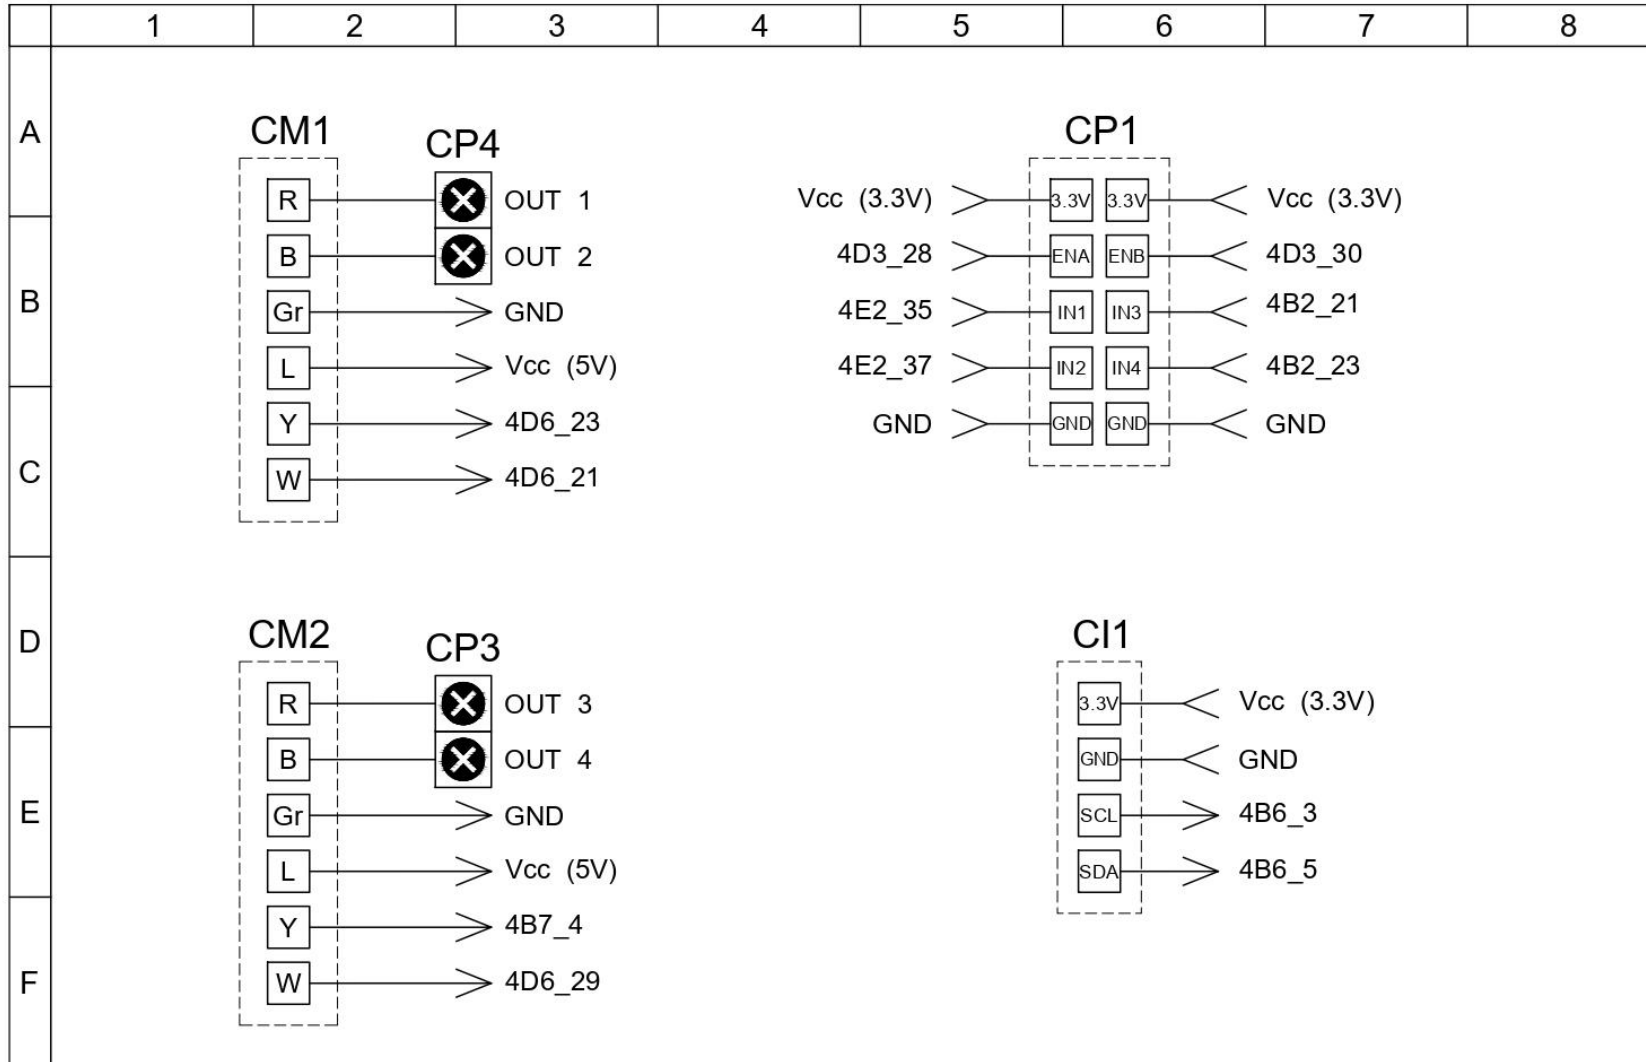 1 2 3 4 5 6 7 8
A
CM1 CP4 CP1
R OUT 1 Vcc (3.3V) 3.3V 3.3V Vcc (3.3V)
B OUT 2 4D3_28 ENA ENB 4D3_30
B
Gr GND 4E2_35 IN1 IN3 4B2_21
L Vcc (5V) 4E2_37 IN2 IN4 4B2_23
Y 4D6_23 GND GND GND GND
C
W 4D6_21
D
CM2 CP3 CI1
R OUT 3 3.3V Vcc (3.3V)
B OUT 4 GND GND
E
Gr GND SCL 4B6_3
L Vcc (5V) SDA 4B6_5
Y 4B7_4
F
W 4D6_29